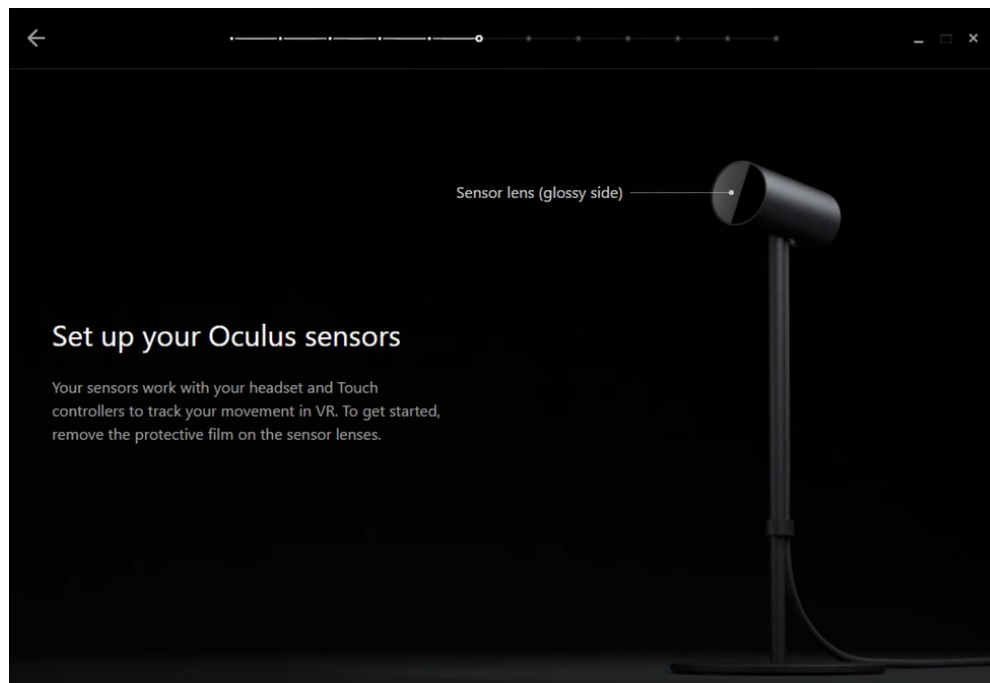 Sensor lens (glossy side)
Set up your Oculus sensors
Your sensors work with your headset and Touch
controllers to track your movement in VR. To get started,
remove the protective film on the sensor lenses.